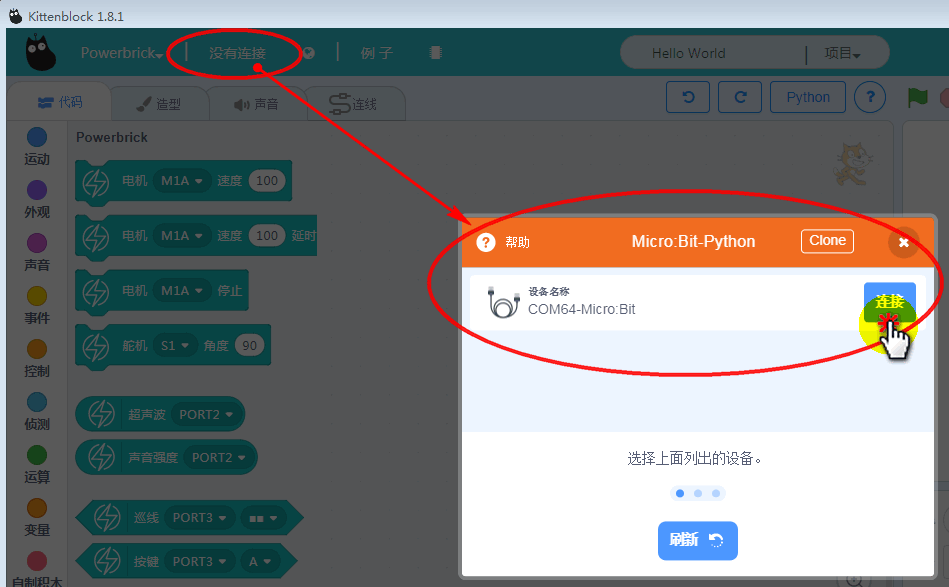 Kittenblock 1.8.1
Powerbrick 没有连接 例子 Hello World 项目
代码 造型 声音 连线 Python ?
Powerbrick
运动
外观
声音
事件
控制
侦测
运算
变量
自制积木
电机 M1A 速度 100
电机 M1A 速度 100 延时
电机 M1A 停止
舵机 S1 角度 90
超声波 PORT2
声音强度 PORT2
巡线 PORT3
按键 PORT3 A
? 帮助 Micro:Bit-Python Clone
设备名称
COM64-Micro:Bit
连接
选择上面列出的设备。
刷新